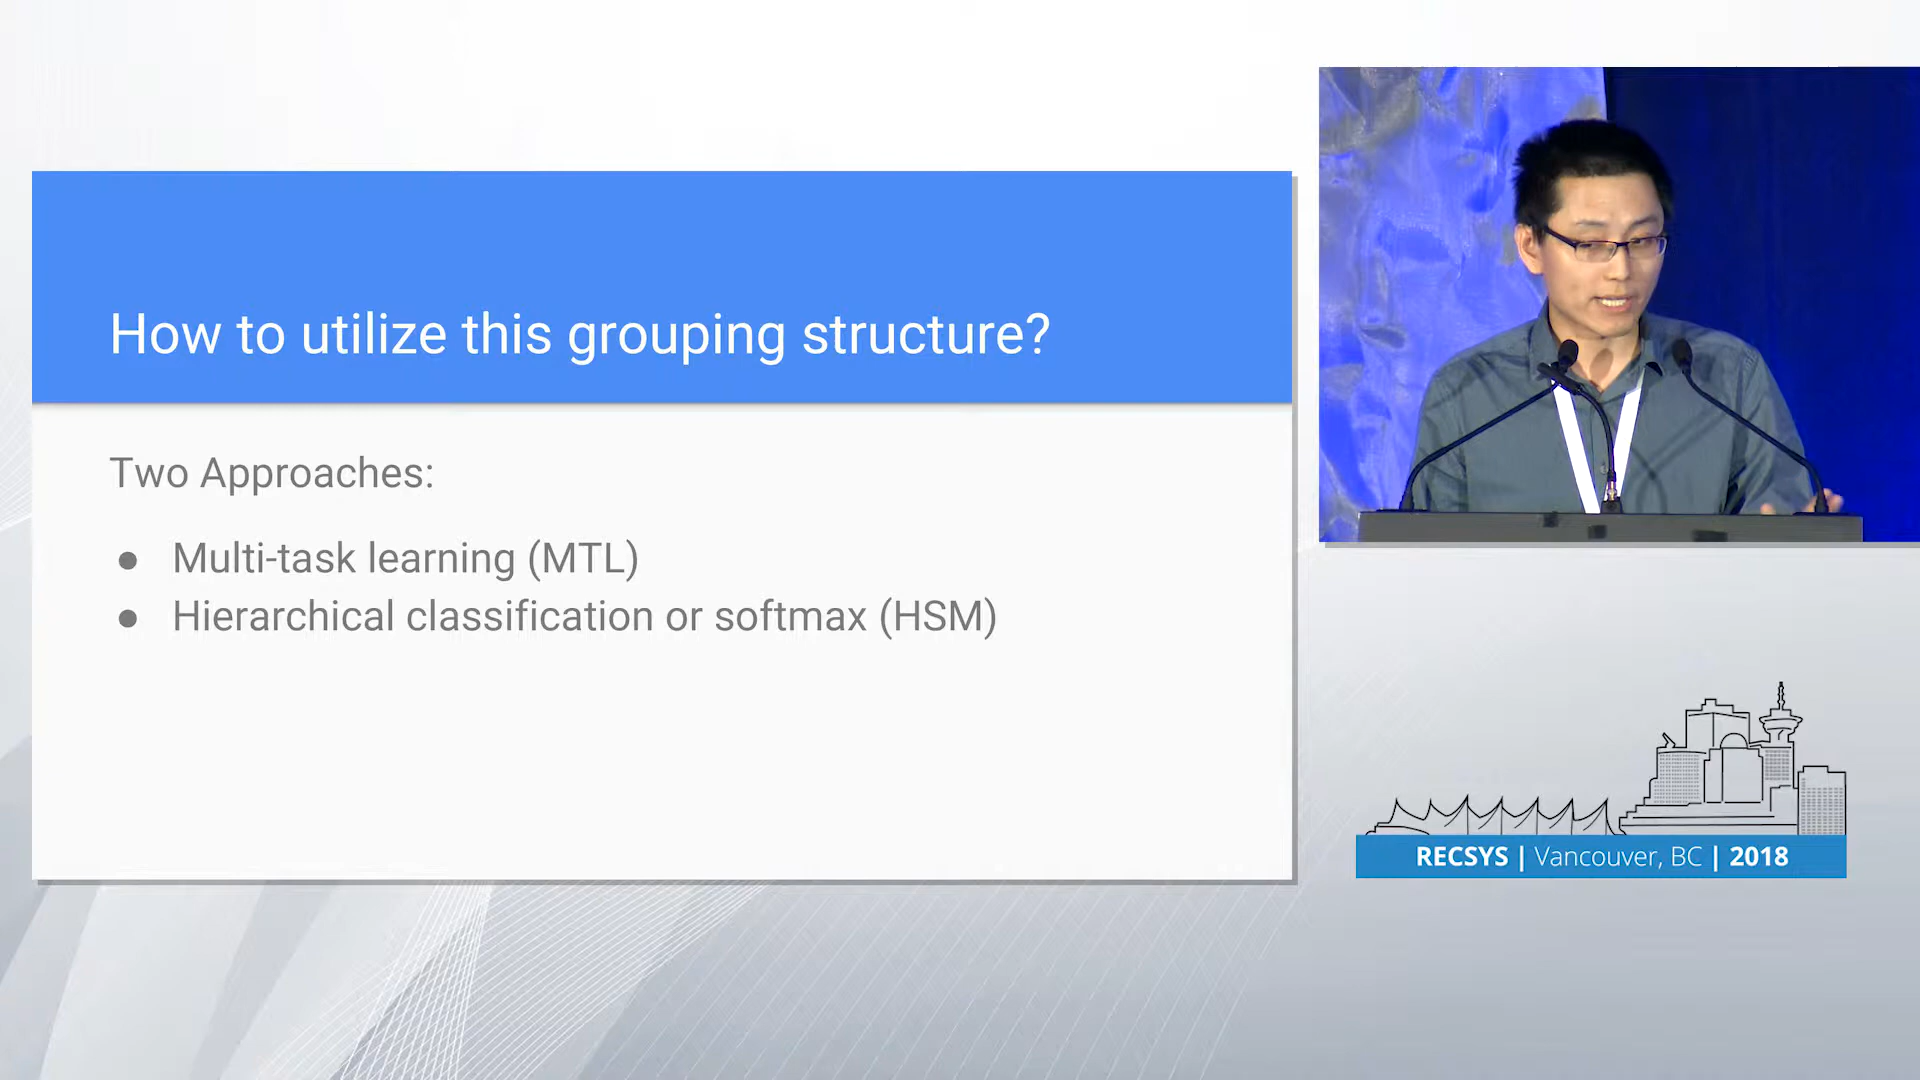 How to utilize this grouping structure?
Two Approaches:
● Multi-task learning (MTL)
● Hierarchical classification or softmax (HSM)
RECSYS | Vancouver, BC | 2018